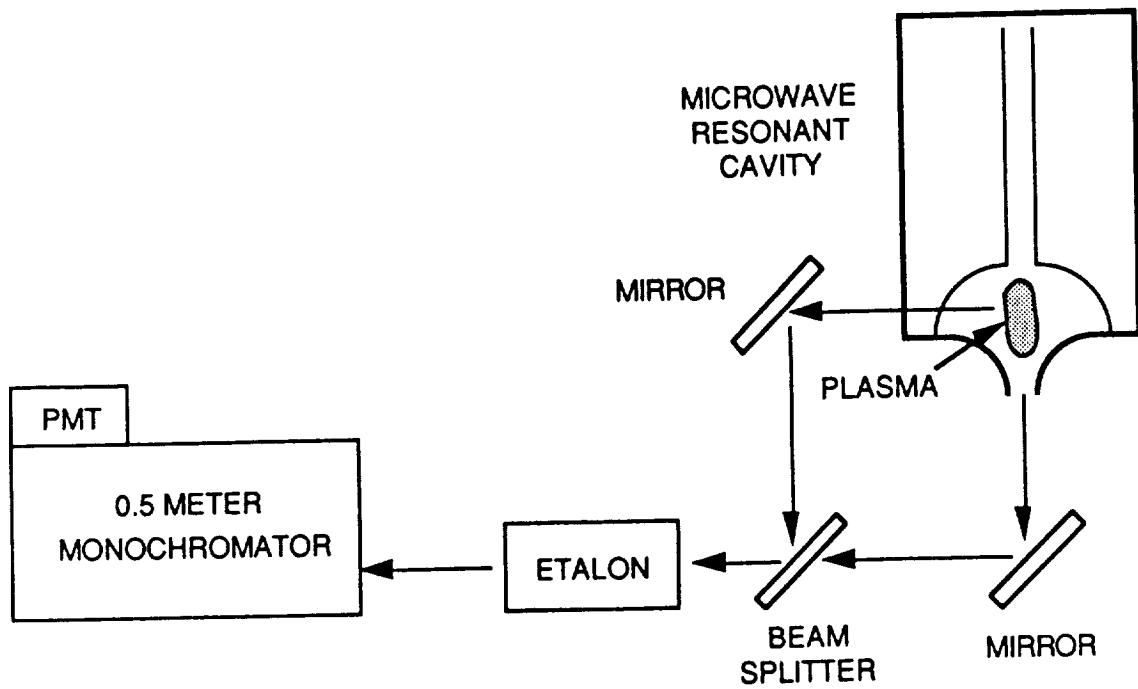 MICROWAVE
RESONANT
CAVITY
MIRROR
PLASMA
PMT
0.5 METER
MONOCHROMATOR
ETALON
BEAM
SPLITTER
MIRROR